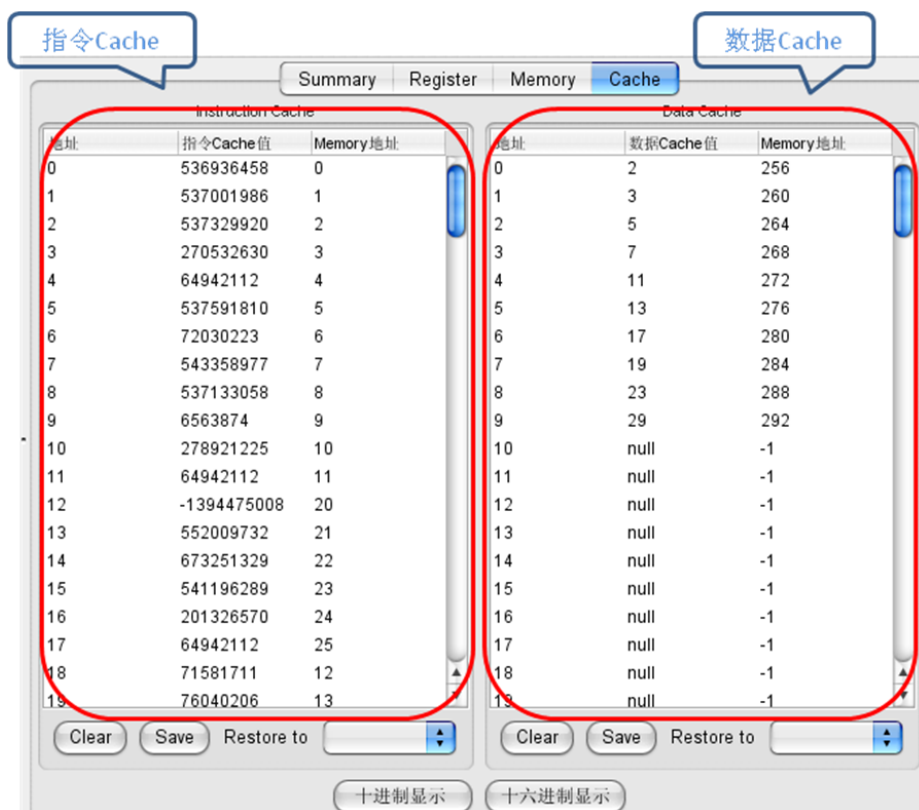 指令Cache
数据Cache
Summary Register Memory Cache
Instruction Cache
Data Cache
地址 指令Cache值 Memory地址
0 536936458 0
1 537001986 1
2 537329920 2
3 270532630 3
4 64942112 4
5 537591810 5
6 72030223 6
7 543358977 7
8 537133058 8
9 6563874 9
10 278921225 10
11 64942112 11
12 -1394475008 20
13 552009732 21
14 673251329 22
15 541196289 23
16 201326570 24
17 64942112 25
18 71581711 12
19 76040206 13
地址 数据Cache值 Memory地址
0 2 256
1 3 260
2 5 264
3 7 268
4 11 272
5 13 276
6 17 280
7 19 284
8 23 288
9 29 292
10 null -1
11 null -1
12 null -1
13 null -1
14 null -1
15 null -1
16 null -1
17 null -1
18 null -1
19 null -1
Clear Save Restore to
Clear Save Restore to
十进制显示
十六进制显示